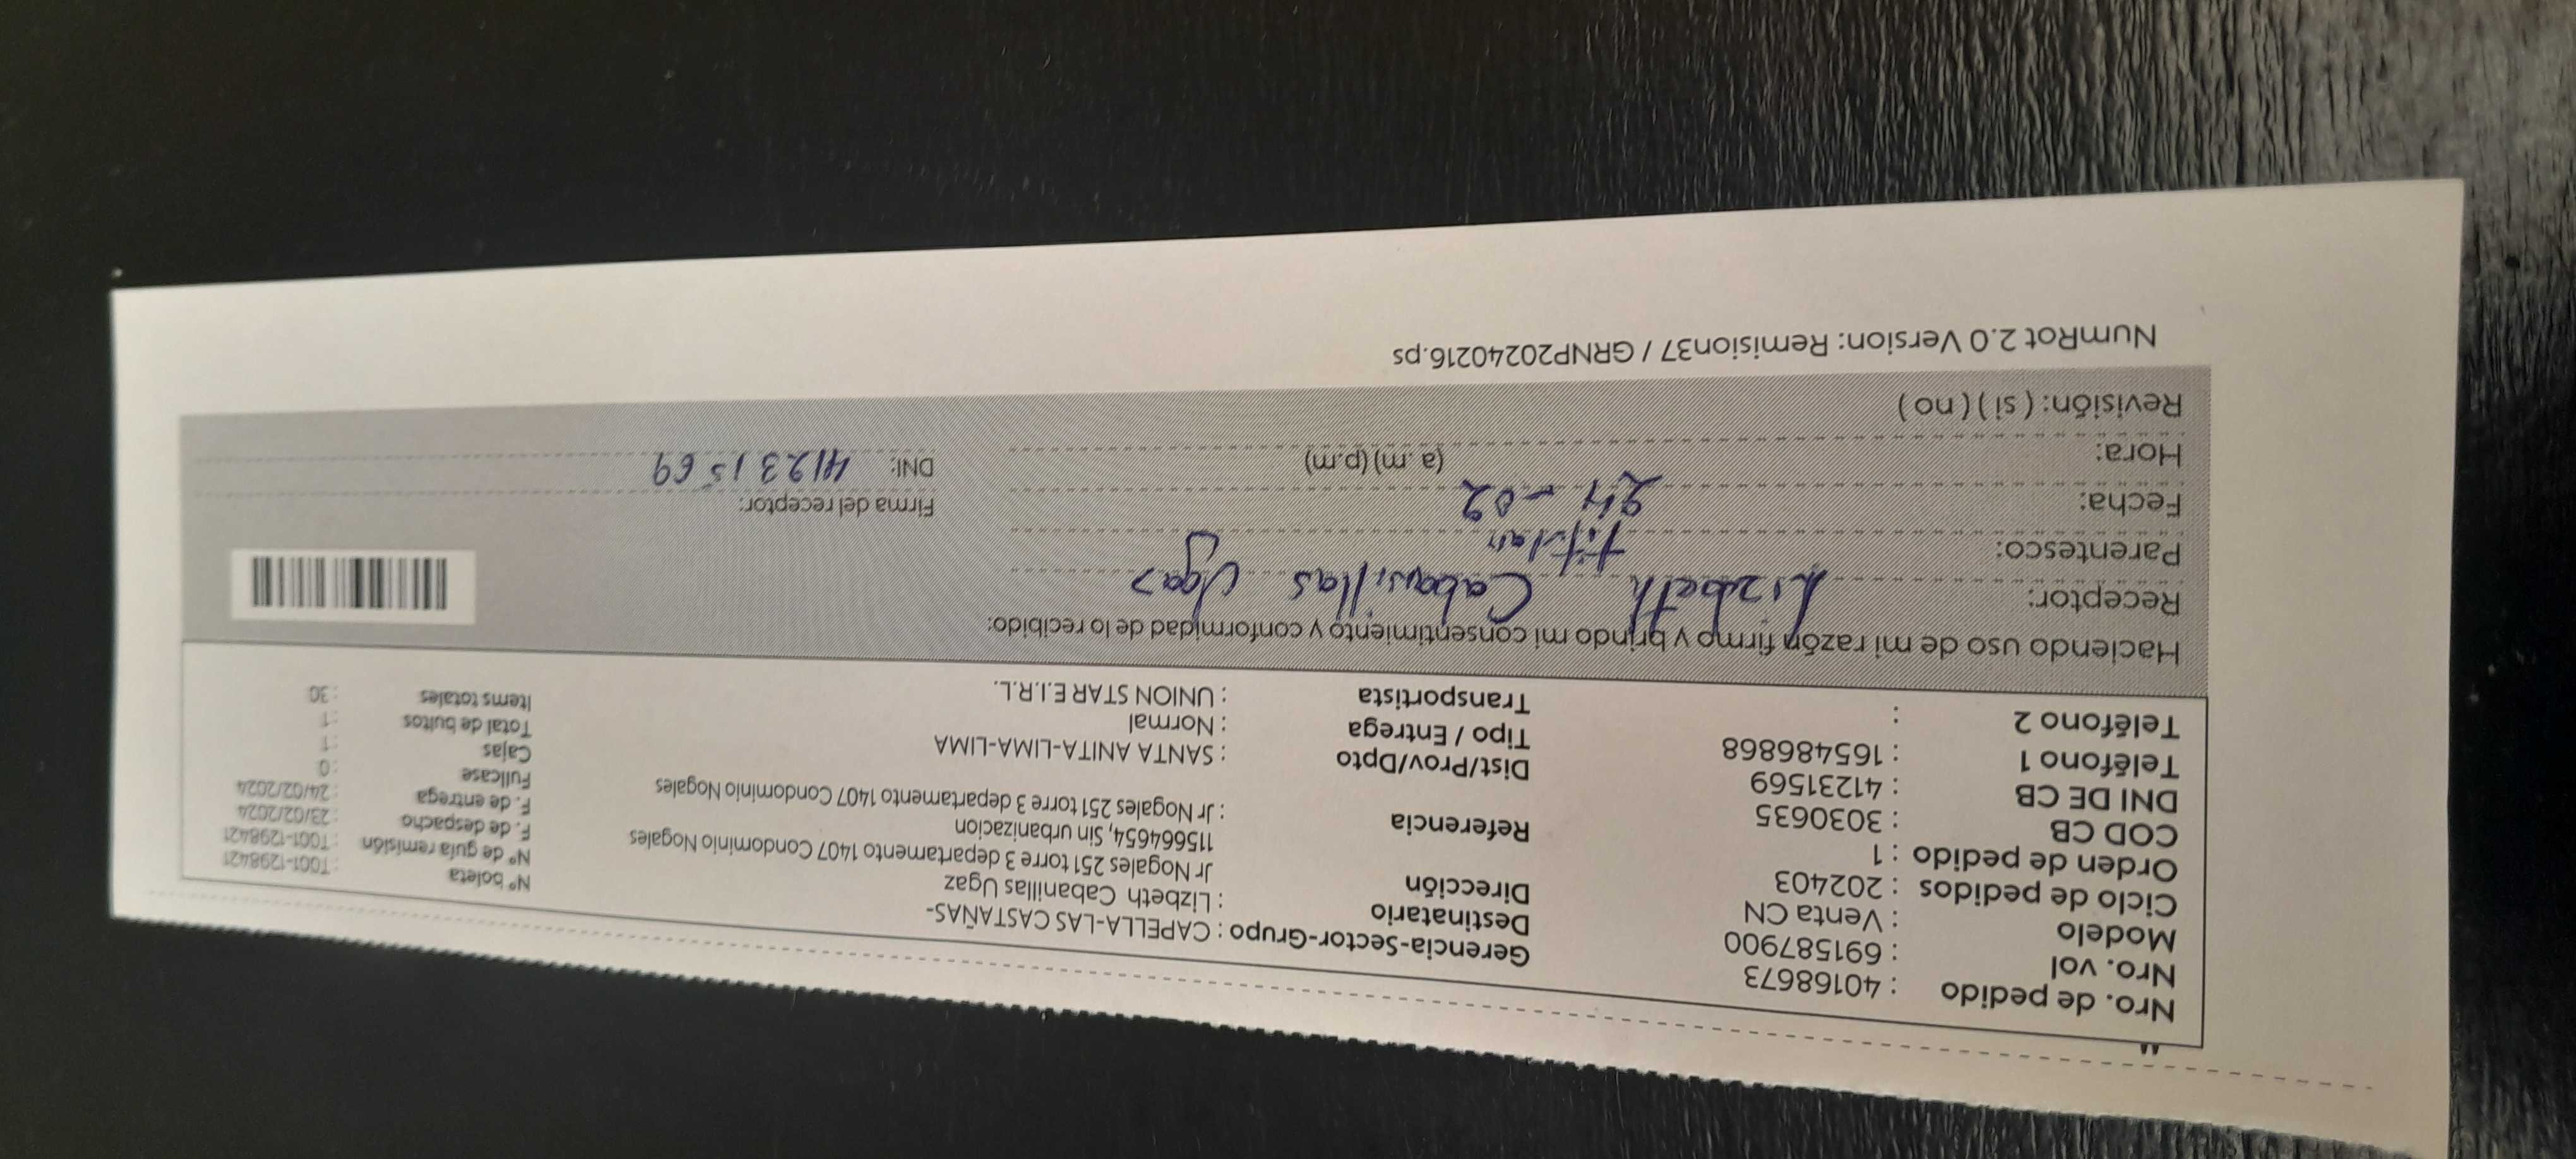 Nro. de pedido : 40168673
Nro. vol : 691587900
Modelo : Venta CN
Ciclo de pedidos : 202403
Orden de pedido : 1
COD CB : 3030635
DNI DE CB : 41231569
Teléfono 1 : 165486868
Teléfono 2 :
Gerencia-Sector-Grupo : CAPELLA-LAS CASTAÑAS-
Destinatario : Lizbeth Cabanillas Ugaz
Dirección Jr Nogales 251 torre 3 departamento 1407 Condominio Nogales
11566 4654, Sin urbanizacion
Referencia : Jr Nogales 251 torre 3 departamento 1407 Condominio Nogales
Dist/Prov/Dpto : SANTA ANITA-LIMA-LIMA
Tipo / Entrega : Normal
Transportista : UNION STAR E.I.R.L.
Nº boleta : T001-1298421
Nº de guía remisión : T001-1298421
F. de despacho : 23/02/2024
F. de entrega : 24/02/2024
Fullcase : 0
Cajas : 1
Total de bultos : 1
Items totales : 30
Haciendo uso de mi razón firmo y brindo mi consentimiento y conformidad de lo recibido:
Receptor: Lizbeth Cabanillas Ugaz
Parentesco: titular
Fecha: 24-02
Hora: (a.m) (p.m)
Revisión: ( si ) ( no )
Firma del receptor:
DNI: 41231569
NumRot 2.0 Version: Remision37 / GRNP20240216.ps